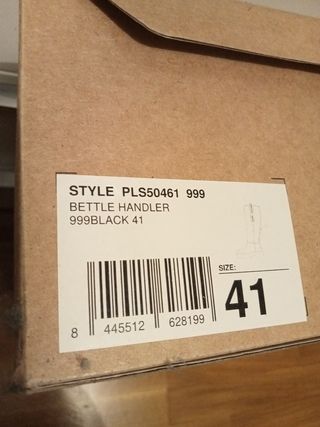 STYLE PLS50461 999
BETTLE HANDLER
999BLACK 41
SIZE:
41
8 445512 628199